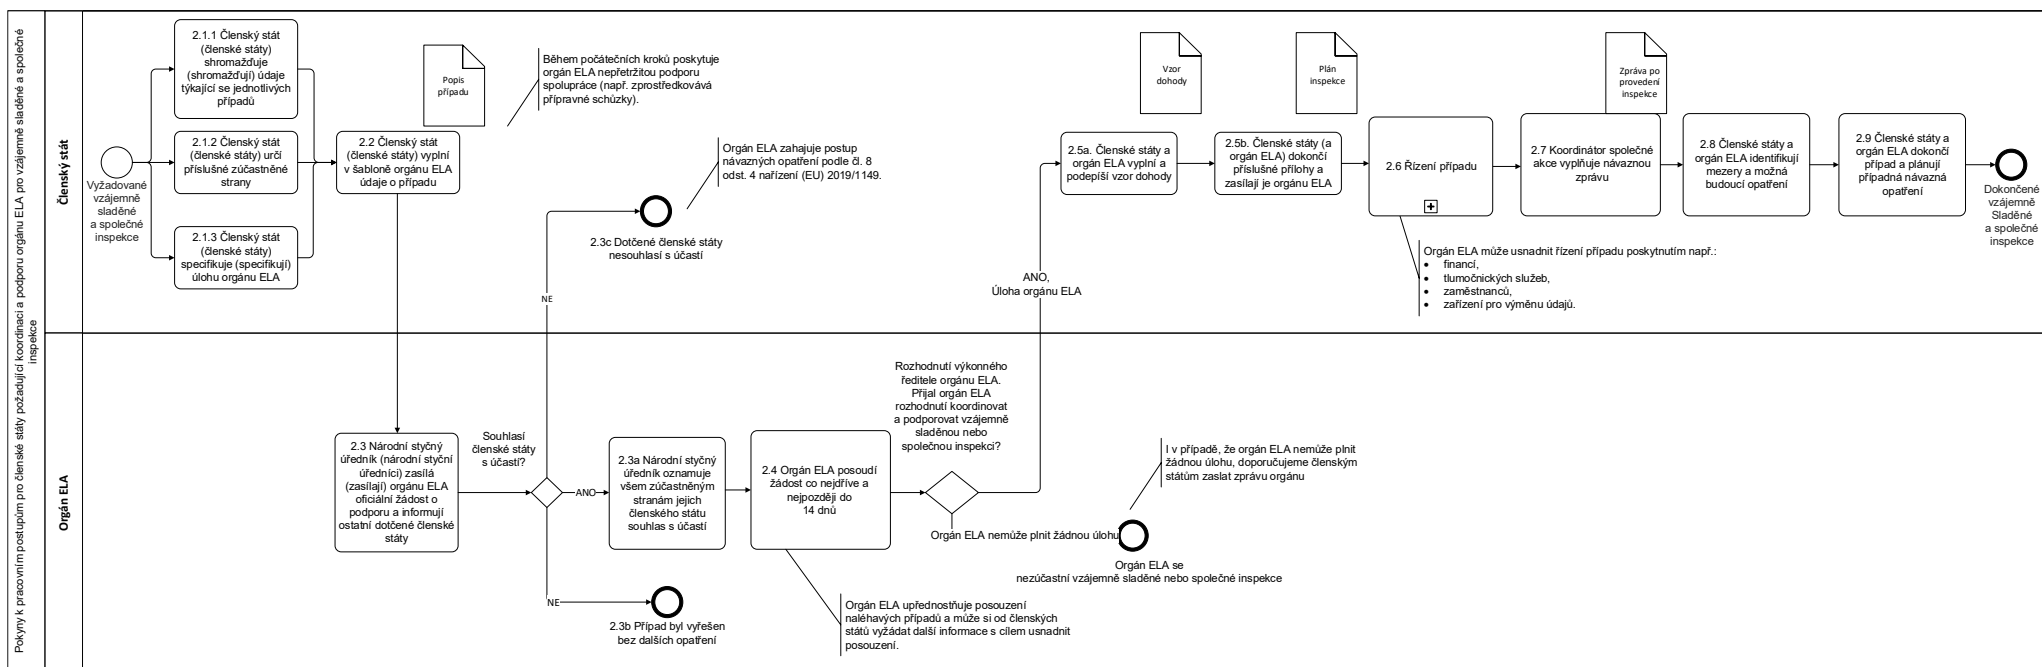 Pokyny k pracovním postupům pro členské státy požadující koordinaci a podporu orgánu ELA pro vzájemně sladěné a společné
inspekce
Členský stát
Orgán ELA
Vyžadované
vzájemně
sladěné
a společné
inspekce
2.1.1 Členský stát
(členské státy)
shromažďuje
(shromažďují) údaje
týkající se jednotlivých
případů
2.1.2 Členský stát
(členské státy) určí
příslušné zúčastněné
strany
2.1.3 Členský stát
(členské státy)
specifikuje (specifikují)
úlohu orgánu ELA
2.2 Členský stát
(členské státy) vyplní
v šabloně orgánu ELA
údaje o případu
Popis
případu
Během počátečních kroků poskytuje
orgán ELA nepřetržitou podporu
spolupráce (např. zprostředkovává
přípravné schůzky).
Orgán ELA zahajuje postup
návazných opatření podle čl. 8
odst. 4 nařízení (EU) 2019/1149.
2.3c Dotčené členské státy
nesouhlasí s účastí
NE
ANO,
Úloha orgánu ELA
Vzor
dohody
2.5a. Členské státy a
orgán ELA vyplní a
podepíší vzor dohody
Plán
inspekce
2.5b. Členské státy (a
orgán ELA) dokončí
příslušné přílohy a
zasílají je orgánu ELA
2.6 Řízení případu
Orgán ELA může usnadnit řízení případu poskytnutím např.:
• financí,
• tlumočnických služeb,
• zaměstnanců,
• zařízení pro výměnu údajů.
Zpráva po
provedení
inspekce
2.7 Koordinátor společné
akce vyplňuje návaznou
zprávu
2.8 Členské státy a
orgán ELA identifikují
mezery a možná
budoucí opatření
2.9 Členské státy a
orgán ELA dokončí
případ a plánují
případná návazná
opatření
Dokončené
vzájemně
Sladěné
a společné
inspekce
2.3 Národní styčný
úředník (národní styční
úředníci) zasílá
(zasílají) orgánu ELA
oficiální žádost o
podporu a informují
ostatní dotčené členské
státy
Souhlasí
členské státy
s účastí?
ANO
NE
2.3b Případ byl vyřešen
bez dalších opatření
2.3a Národní styčný
úředník oznamuje
všem zúčastněným
stranám jejich
členského státu
souhlas s účastí
2.4 Orgán ELA posoudí
žádost co nejdříve a
nejpozději do
14 dnů
Orgán ELA upřednostňuje posouzení
naléhavých případů a může si od členských
států vyžádat další informace s cílem usnadnit
posouzení.
Rozhodnutí výkonného
ředitele orgánu ELA.
Přijal orgán ELA
rozhodnutí koordinovat
a podporovat vzájemně
sladěnou nebo
společnou inspekci?
Orgán ELA nemůže plnit žádnou úlohu
I v případě, že orgán ELA nemůže plnit
žádnou úlohu, doporučujeme členským
státům zaslat zprávu orgánu
Orgán ELA se
nezúčastní vzájemně sladěné nebo společné inspekce